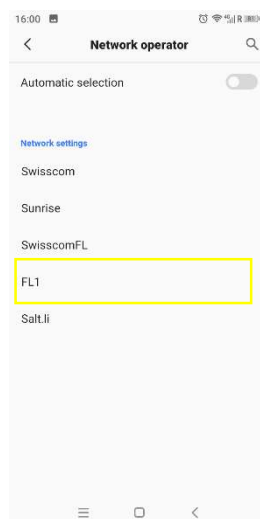 16:00 R
Network operator
Automatic selection
Network settings
Swisscom
Sunrise
SwisscomFL
FL1
Salt.li